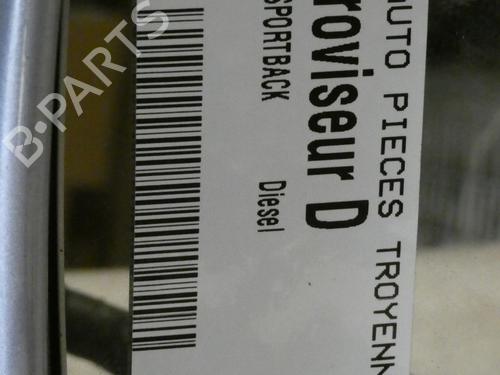 AUTO PIECES TROYENN
roviseur D
SPORTBACK
Diesel
B-PARTS